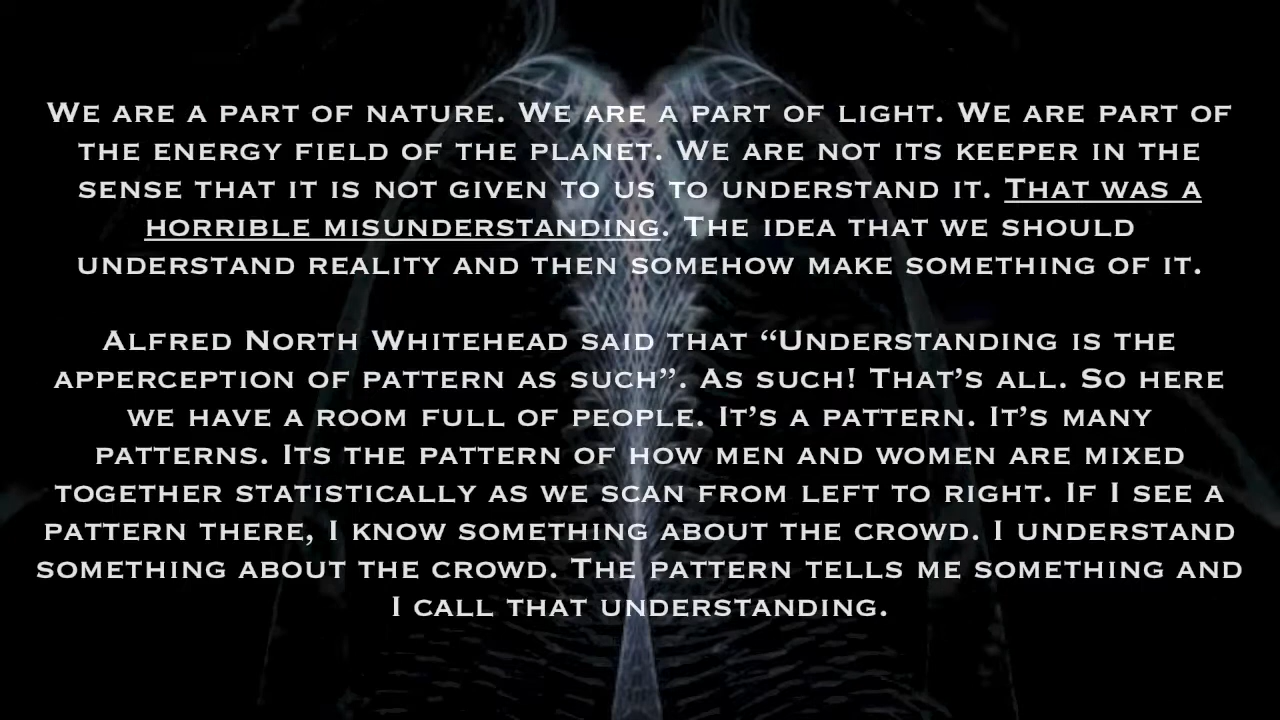 We are a part of nature. We are a part of light. We are part of
the energy field of the planet. We are not its keeper in the
sense that it is not given to us to understand it. That was a
horrible misunderstanding. The idea that we should
understand reality and then somehow make something of it.
Alfred North Whitehead said that “Understanding is the
apperception of pattern as such”. As such! That’s all. So here
we have a room full of people. It’s a pattern. It’s many
patterns. Its the pattern of how men and women are mixed
together statistically as we scan from left to right. If I see a
pattern there, I know something about the crowd. I understand
something about the crowd. The pattern tells me something and
I call that understanding.